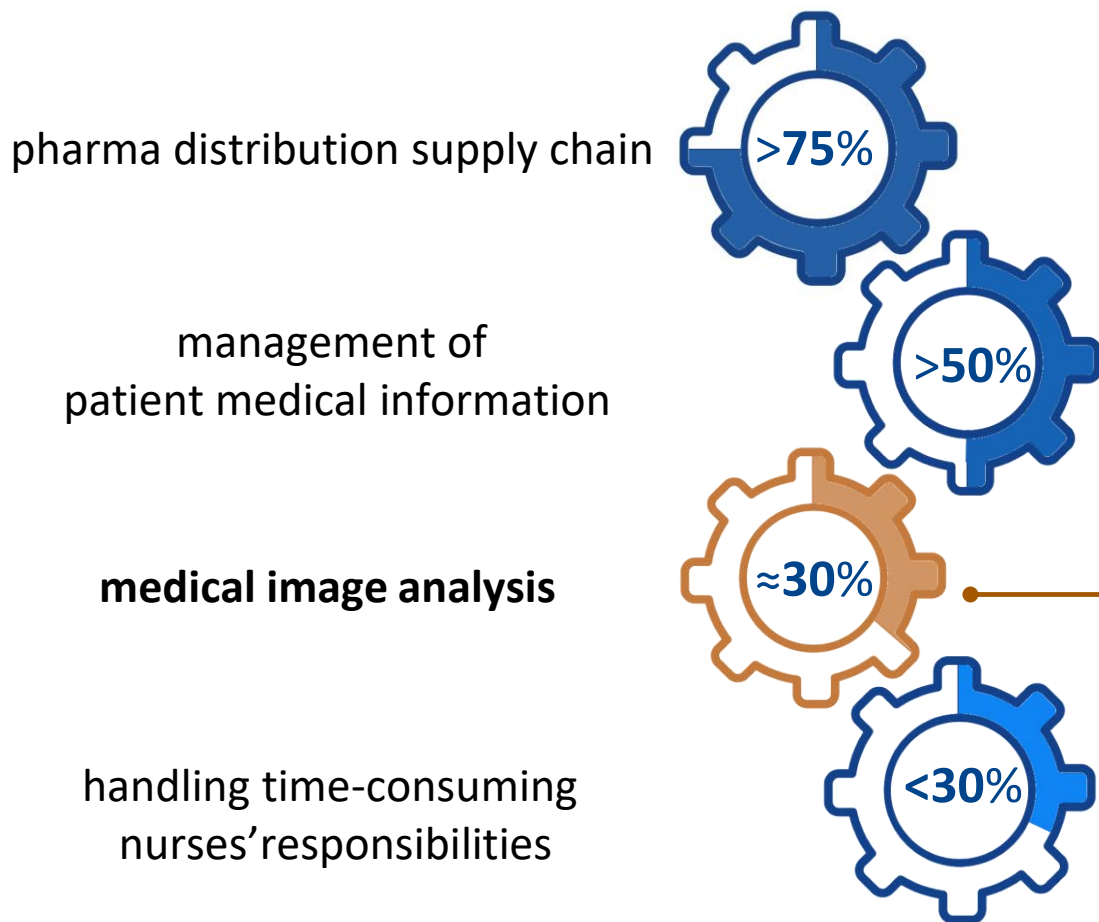 pharma distribution supply chain
>75%
management of
patient medical information
>50%
medical image analysis
≈30%
handling time-consuming
nurses’responsibilities
<30%